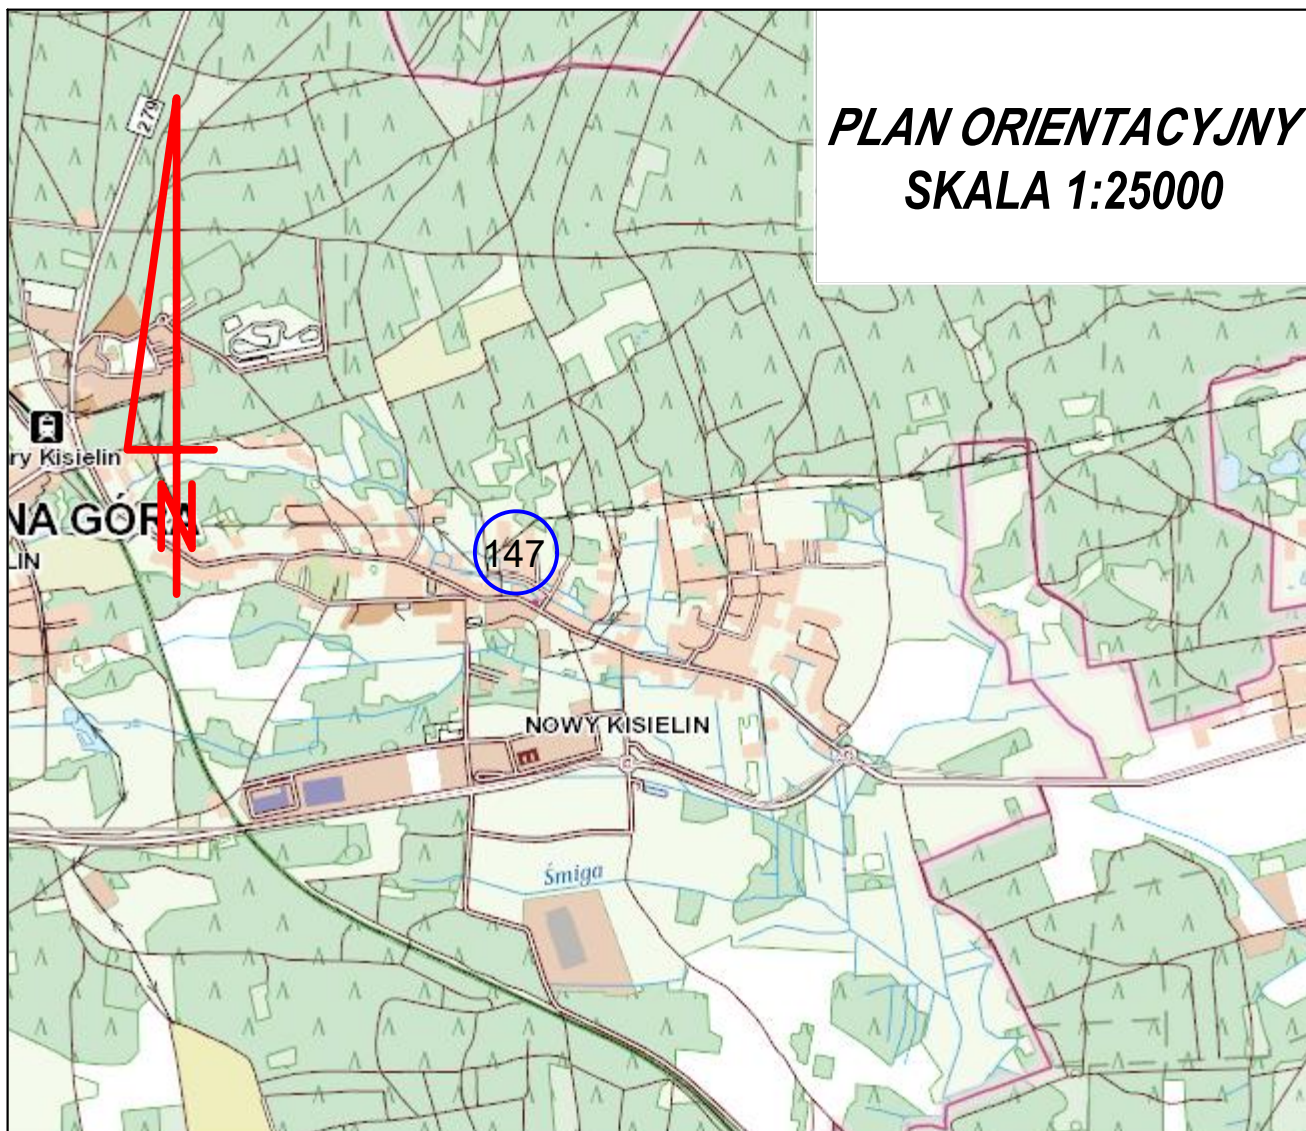 PLAN ORIENTACYJNY
SKALA 1:25000
279
ry Kisielin
NA GÓRA
LIN
N
147
NOWY KISIELIN
Śmiga